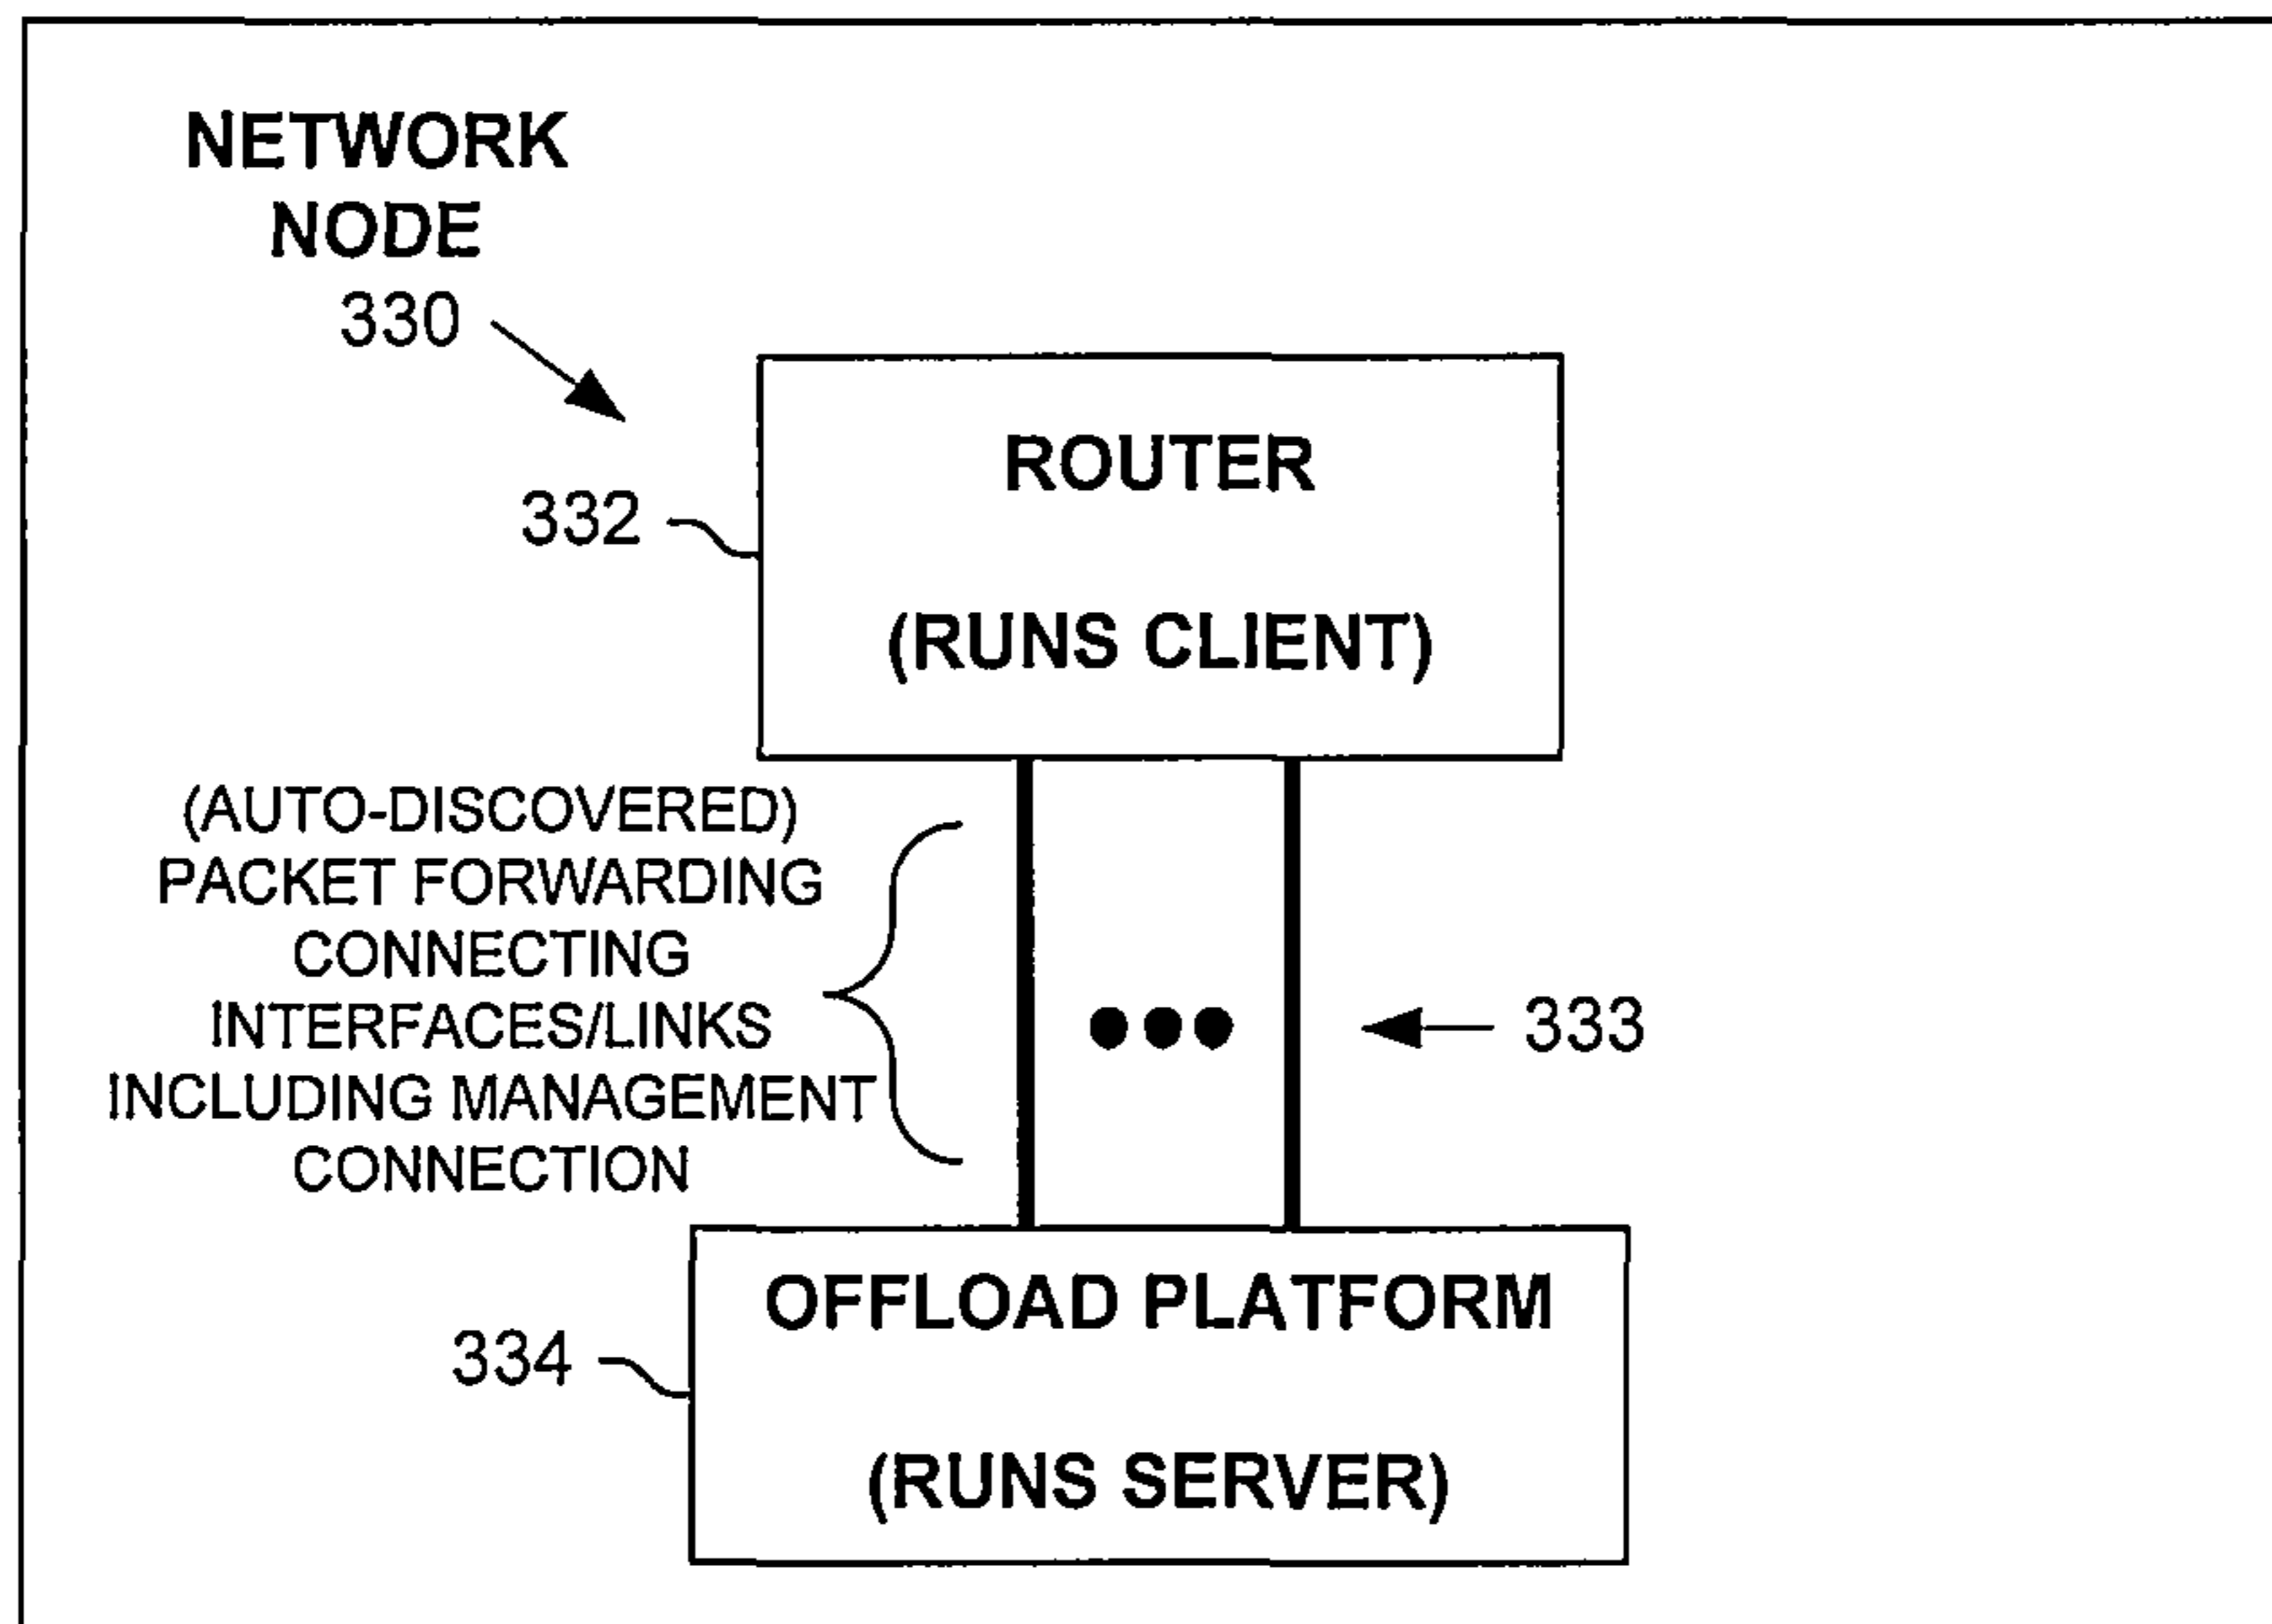 NETWORK
NODE
330
ROUTER
332
(RUNS CLIENT)
(AUTO-DISCOVERED)
PACKET FORWARDING
CONNECTING
INTERFACES/LINKS
INCLUDING MANAGEMENT
CONNECTION
333
OFFLOAD PLATFORM
334
(RUNS SERVER)